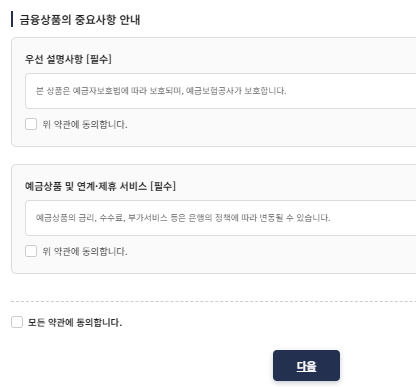 금융상품의 중요사항 안내
우선 설명사항 [필수]
본 상품은 예금자보호법에 따라 보호되며, 예금보험공사가 보호합니다.
위 약관에 동의합니다.
예금상품 및 연계·제휴 서비스 [필수]
예금상품의 금리, 수수료, 부가서비스 등은 은행의 정책에 따라 변동될 수 있습니다.
위 약관에 동의합니다.
모든 약관에 동의합니다.
다음